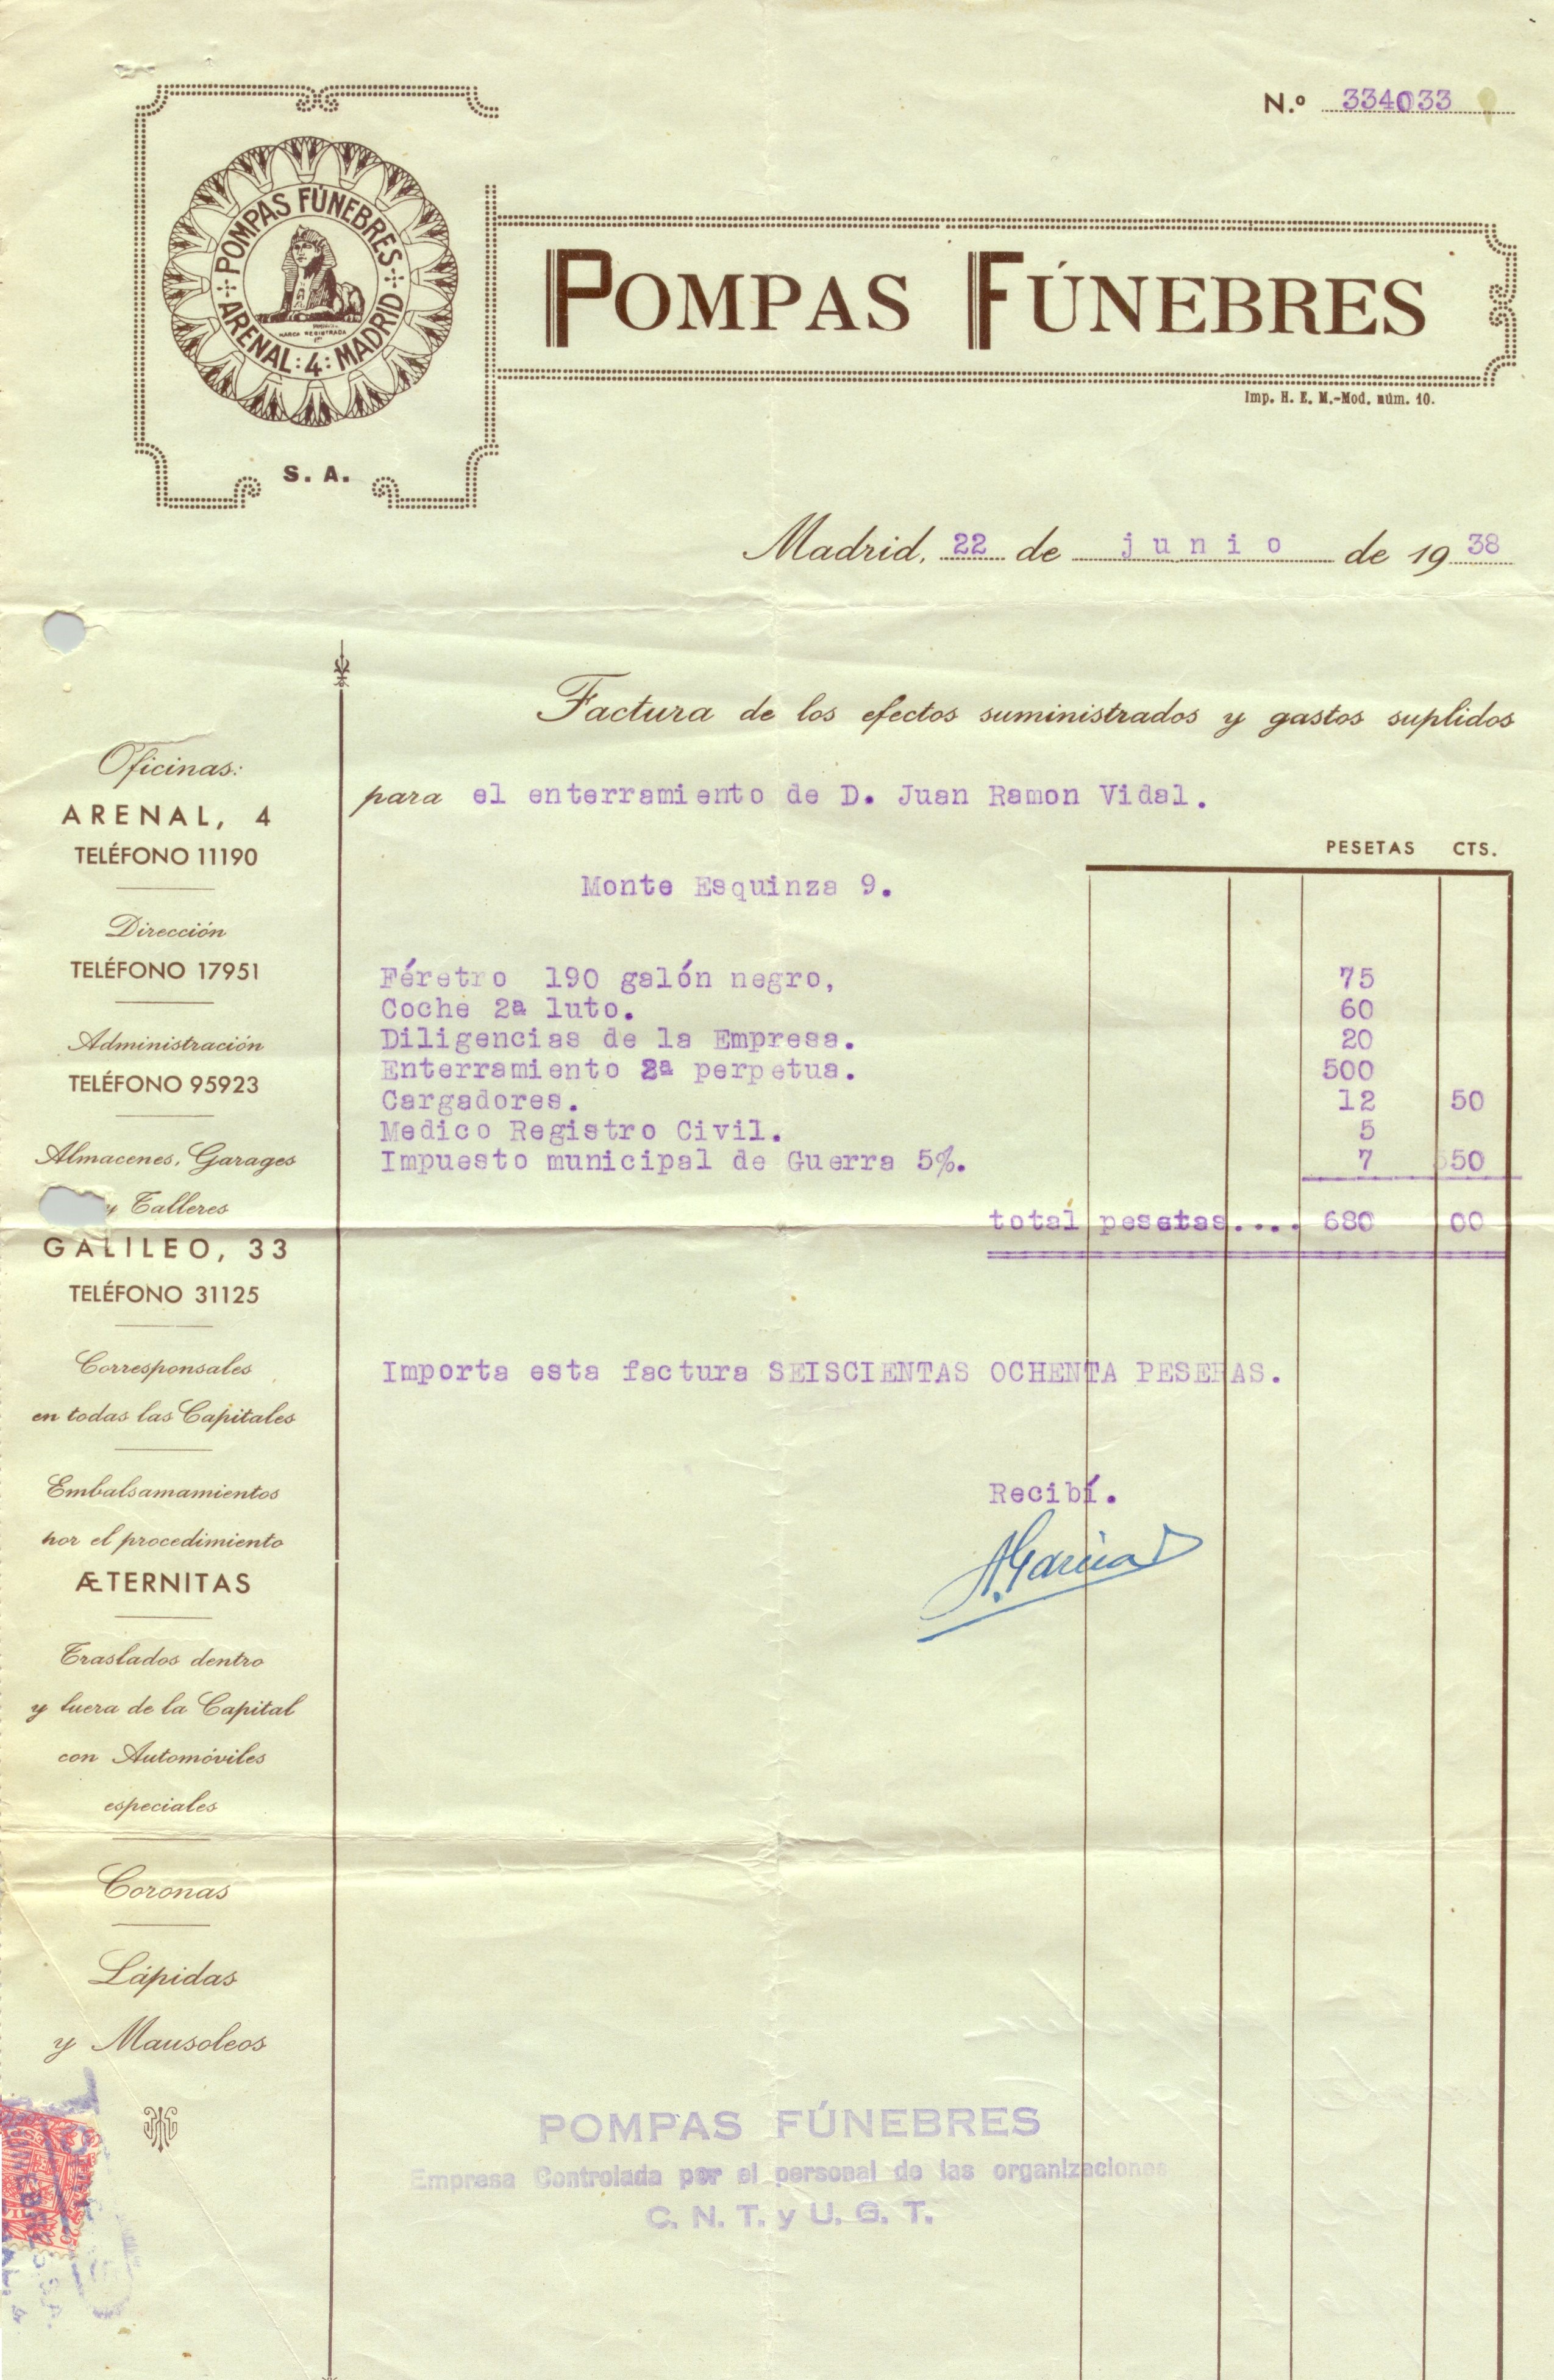 N.º 334033
POMPAS FÚNEBRES
ARENAL: 4: MADRID
MARCA REGISTRADA
S. A.
POMPAS FÚNEBRES
Imp. H. E. M.-Mod. núm. 10.
Madrid, 22 de junio de 19 38
Factura de los efectos suministrados y gastos suplidos
para el enterramiento de D. Juan Ramon Vidal.
PESETAS CTS.
Monte Esquinza 9.
Féretro 190 galón negro, 75
Coche 2ª luto. 60
Diligencias de la Empresa. 20
Enterramiento 2ª perpetua. 500
Cargadores. 12 50
Medico Registro Civil. 5
Impuesto municipal de Guerra 5%. 7 50
total pesetas.... 680 00
Importa esta factura SEISCIENTAS OCHENTA PESERAS.
Recibí.
A. Garcia
Oficinas:
ARENAL, 4
TELÉFONO 11190
Dirección
TELÉFONO 17951
Administración
TELÉFONO 95923
Almacenes, Garages
y Talleres
GALILEO, 33
TELÉFONO 31125
Corresponsales
en todas las Capitales
Embalsamamientos
por el procedimiento
ÆTERNITAS
Traslados dentro
y fuera de la Capital
con Automóviles
especiales
Coronas
Lápidas
y Mausoleos
POMPAS FÚNEBRES
Empresa Controlada por el personal de las organizaciones
C. N. T. y U. G. T.